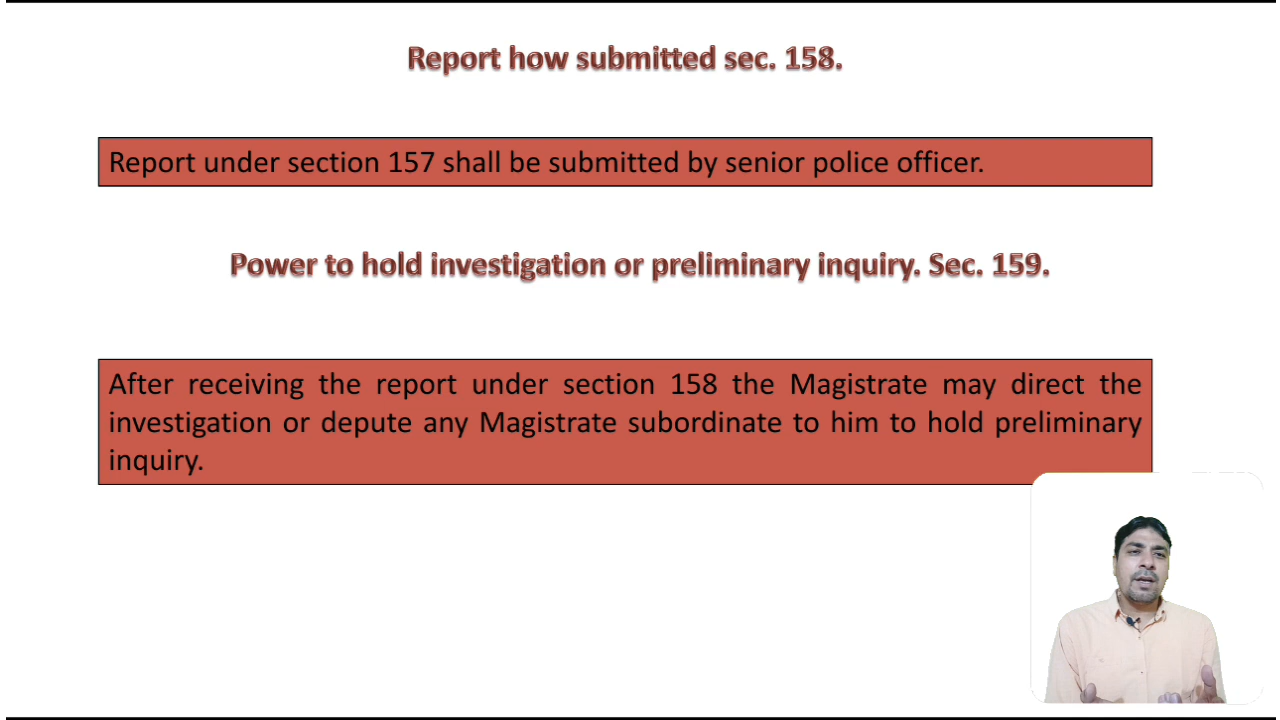 Report how submitted sec. 158.
Report under section 157 shall be submitted by senior police officer.
Power to hold investigation or preliminary inquiry. Sec. 159.
After receiving the report under section 158 the Magistrate may direct the
investigation or depute any Magistrate subordinate to him to hold preliminary
inquiry.